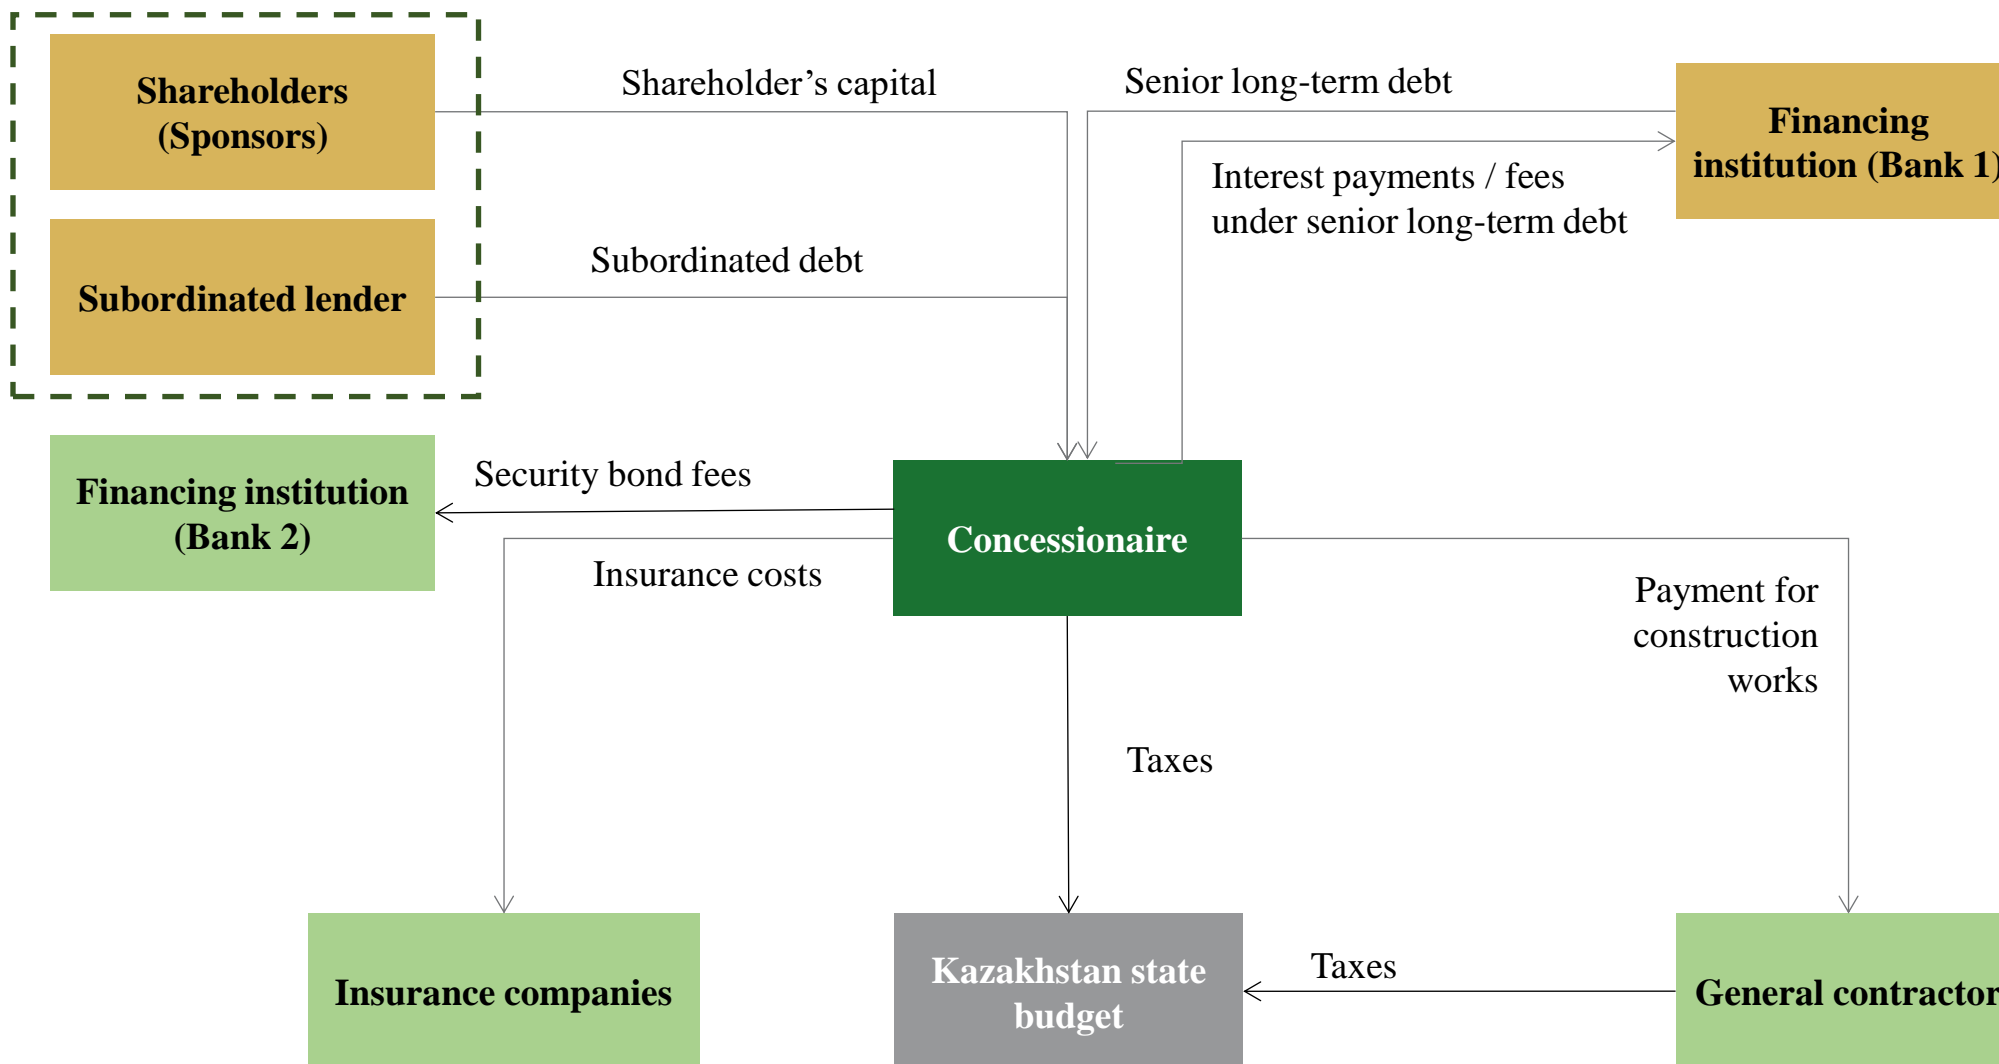 Shareholders
(Sponsors)
Shareholder’s capital
Senior long-term debt
Financing
institution (Bank 1)
Interest payments / fees
under senior long-term debt
Subordinated lender
Subordinated debt
Financing institution
(Bank 2)
Security bond fees
Concessionaire
Insurance costs
Payment for
construction
works
Taxes
Insurance companies
Kazakhstan state
budget
Taxes
General contractor